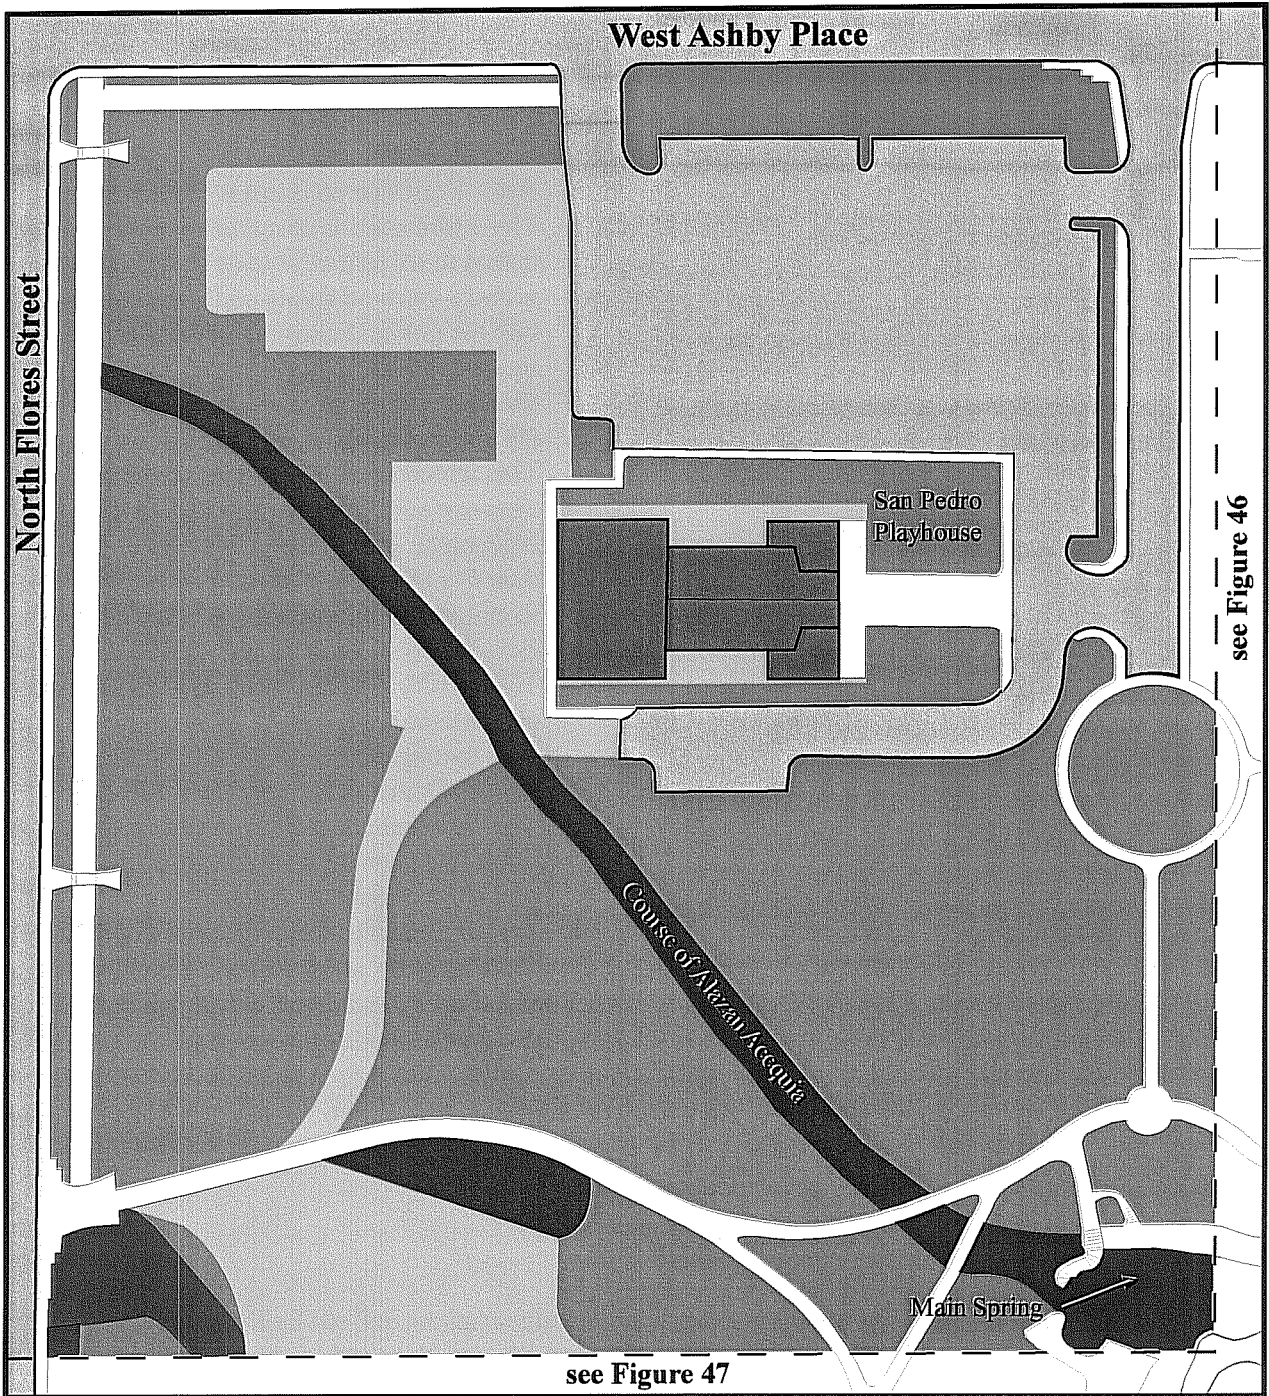 West Ashby Place
North Flores Street
San Pedro
Playhouse
see Figure 46
Course of Alazan Acequia
Main Spring
see Figure 47